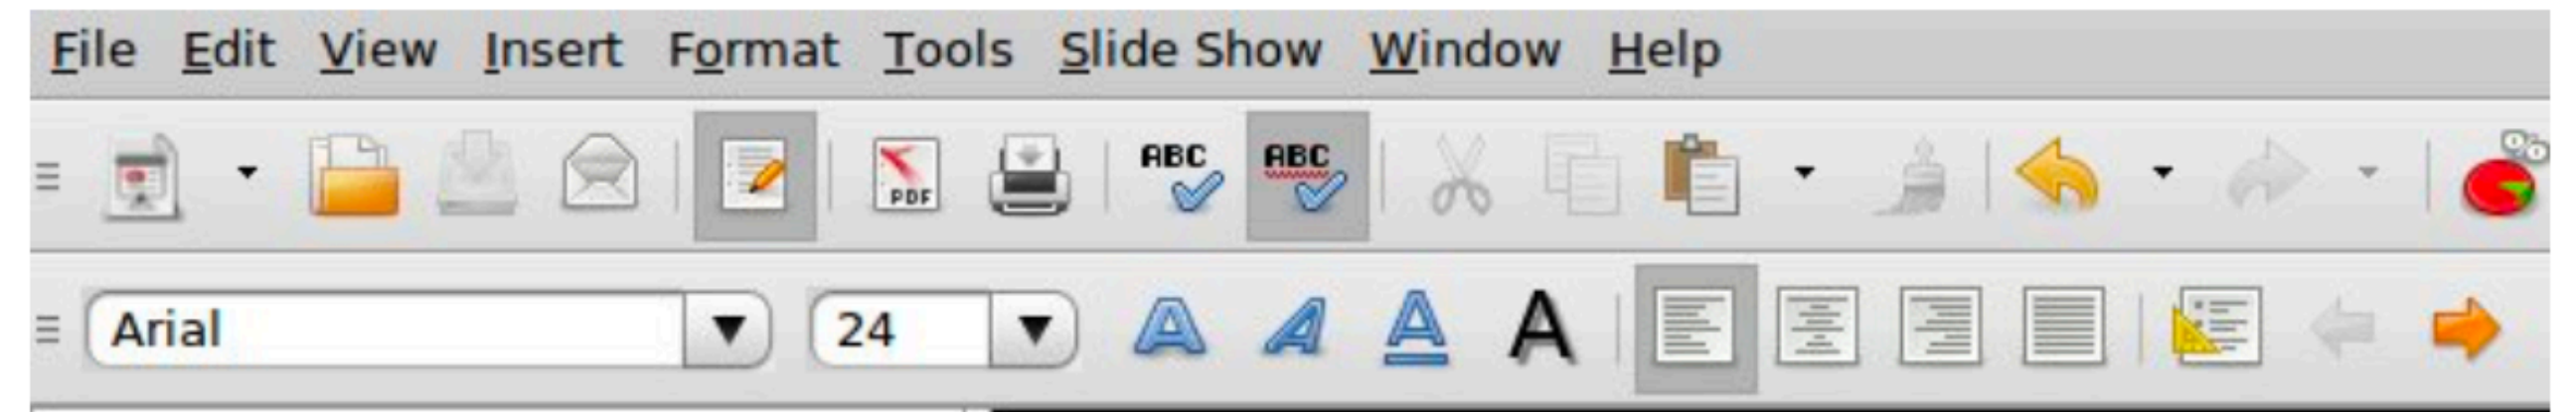 File Edit View Insert Format Tools Slide Show Window Help
PDF ABC ABC
Arial 24 A A A A